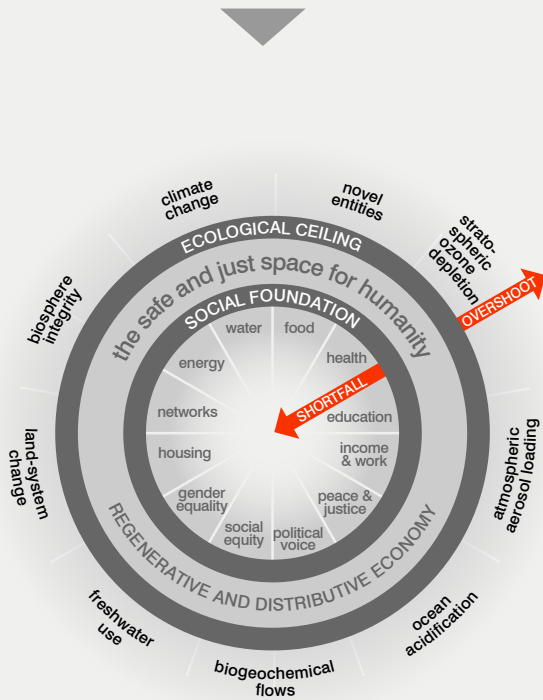 climate
change
novel
entities
strato-
spheric
ozone
depletion
OVERSHOOT
atmospheric
aerosol loading
ocean
acidification
biogeochemical
flows
freshwater
use
land-system
change
biosphere
integrity
ECOLOGICAL CEILING
the safe and just space for humanity
SOCIAL FOUNDATION
water
food
energy
health
SHORTFALL
networks
education
housing
income
& work
gender
equality
peace &
justice
social
equity
political
voice
REGENERATIVE AND DISTRIBUTIVE ECONOMY